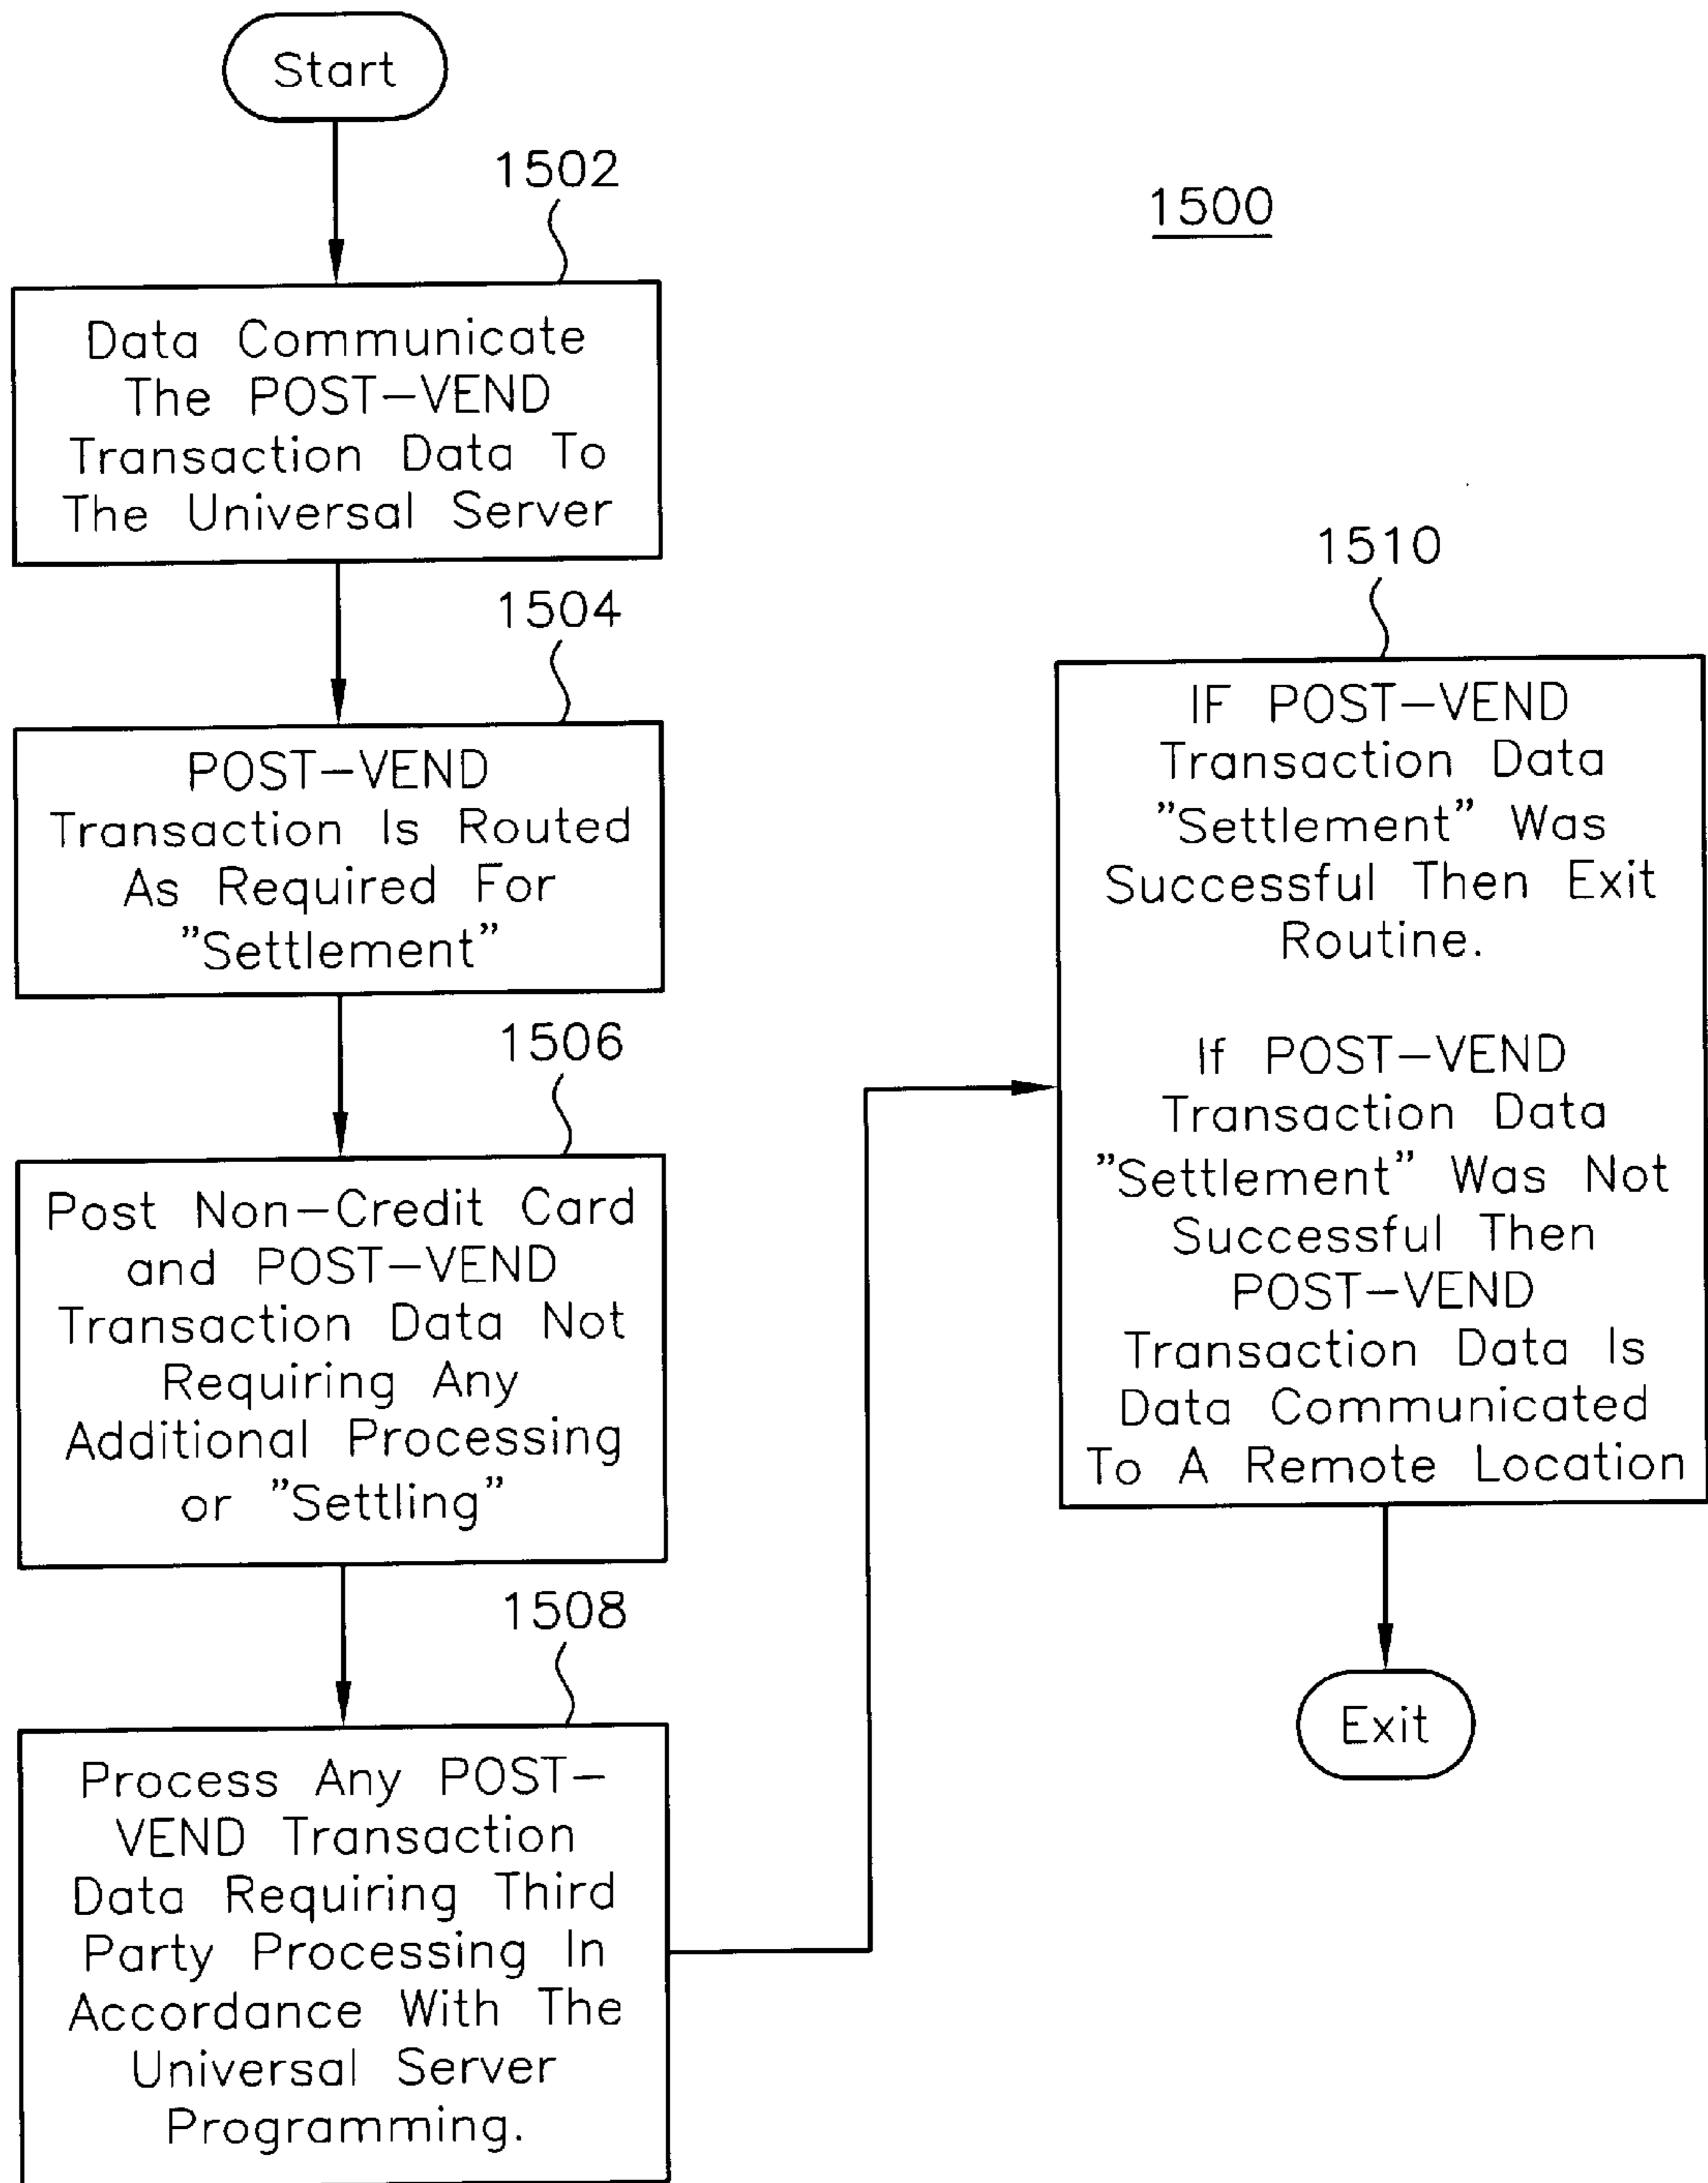 Start
1502
1500
Data Communicate
The POST-VEND
Transaction Data To
The Universal Server
1504
POST-VEND
Transaction Is Routed
As Required For
"Settlement"
1506
Post Non-Credit Card
and POST-VEND
Transaction Data Not
Requiring Any
Additional Processing
or "Settling"
1508
Process Any POST-
VEND Transaction
Data Requiring Third
Party Processing In
Accordance With The
Universal Server
Programming.
1510
IF POST-VEND
Transaction Data
"Settlement" Was
Successful Then Exit
Routine.
If POST-VEND
Transaction Data
"Settlement" Was Not
Successful Then
POST-VEND
Transaction Data Is
Data Communicated
To A Remote Location
Exit